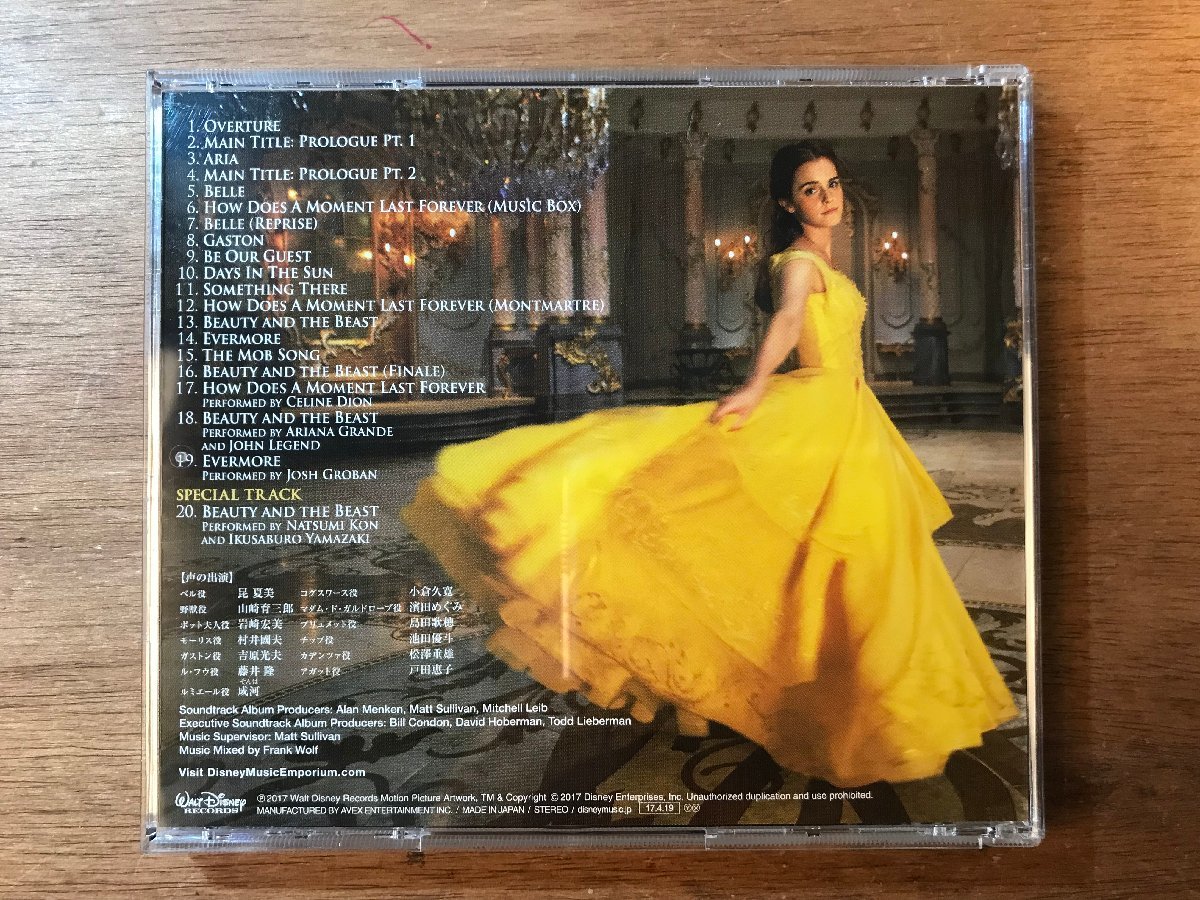 1. OVERTURE
2. MAIN TITLE: PROLOGUE PT. 1
3. ARIA
4. MAIN TITLE: PROLOGUE PT. 2
5. BELLE
6. HOW DOES A MOMENT LAST FOREVER (MUSIC BOX)
7. BELLE (REPRISE)
8. GASTON
9. BE OUR GUEST
10. DAYS IN THE SUN
11. SOMETHING THERE
12. HOW DOES A MOMENT LAST FOREVER (MONTMARTRE)
13. BEAUTY AND THE BEAST
14. EVERMORE
15. THE MOB SONG
16. BEAUTY AND THE BEAST (FINALE)
17. HOW DOES A MOMENT LAST FOREVER
PERFORMED BY CELINE DION
18. BEAUTY AND THE BEAST
PERFORMED BY ARIANA GRANDE
AND JOHN LEGEND
19. EVERMORE
PERFORMED BY JOSH GROBAN
SPECIAL TRACK
20. BEAUTY AND THE BEAST
PERFORMED BY NATSUMI KON
AND IKUSABURO YAMAZAKI
【声の出演】
ベル役 昆 夏美 コグスワース役 小倉久寛
野獣役 山崎育三郎 マダム・ド・ガルドローブ役 濱田めぐみ
ポット夫人役 岩崎宏美 プリュメット役 島田歌穂
モーリス役 村井國夫 チップ役 池田優斗
ガストン役 吉原光夫 カデンツァ役 松澤重雄
ル・フウ役 藤井 隆 アガット役 戸田恵子
ルミエール役 成河
そんは
Soundtrack Album Producers: Alan Menken, Matt Sullivan, Mitchell Leib
Executive Soundtrack Album Producers: Bill Condon, David Hoberman, Todd Lieberman
Music Supervisor: Matt Sullivan
Music Mixed by Frank Wolf
Visit DisneyMusicEmporium.com
WALT DISNEY RECORDS
℗2017 Walt Disney Records Motion Picture Artwork, TM & Copyright ©2017 Disney Enterprises, Inc. Unauthorized duplication and use prohibited.
MANUFACTURED BY AVEX ENTERTAINMENT INC. / MADE IN JAPAN / STEREO / disneymusic.jp 17.4.19 ⓎⓍ